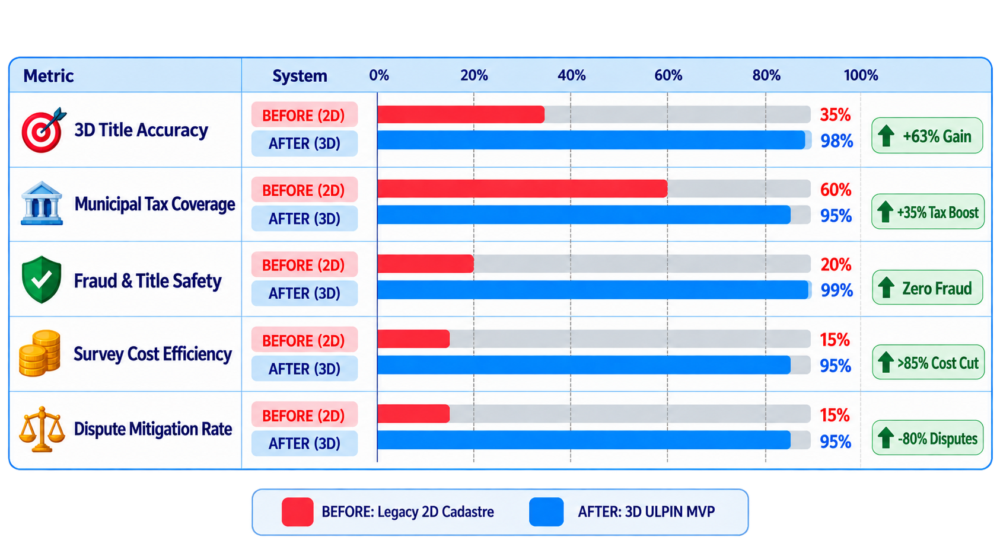 Metric System 0% 20% 40% 60% 80% 100%
3D Title Accuracy
BEFORE (2D) 35%
AFTER (3D) 98%
+63% Gain
Municipal Tax Coverage
BEFORE (2D) 60%
AFTER (3D) 95%
+35% Tax Boost
Fraud & Title Safety
BEFORE (2D) 20%
AFTER (3D) 99%
Zero Fraud
Survey Cost Efficiency
BEFORE (2D) 15%
AFTER (3D) 95%
>85% Cost Cut
Dispute Mitigation Rate
BEFORE (2D) 15%
AFTER (3D) 95%
-80% Disputes
BEFORE: Legacy 2D Cadastre AFTER: 3D ULPIN MVP